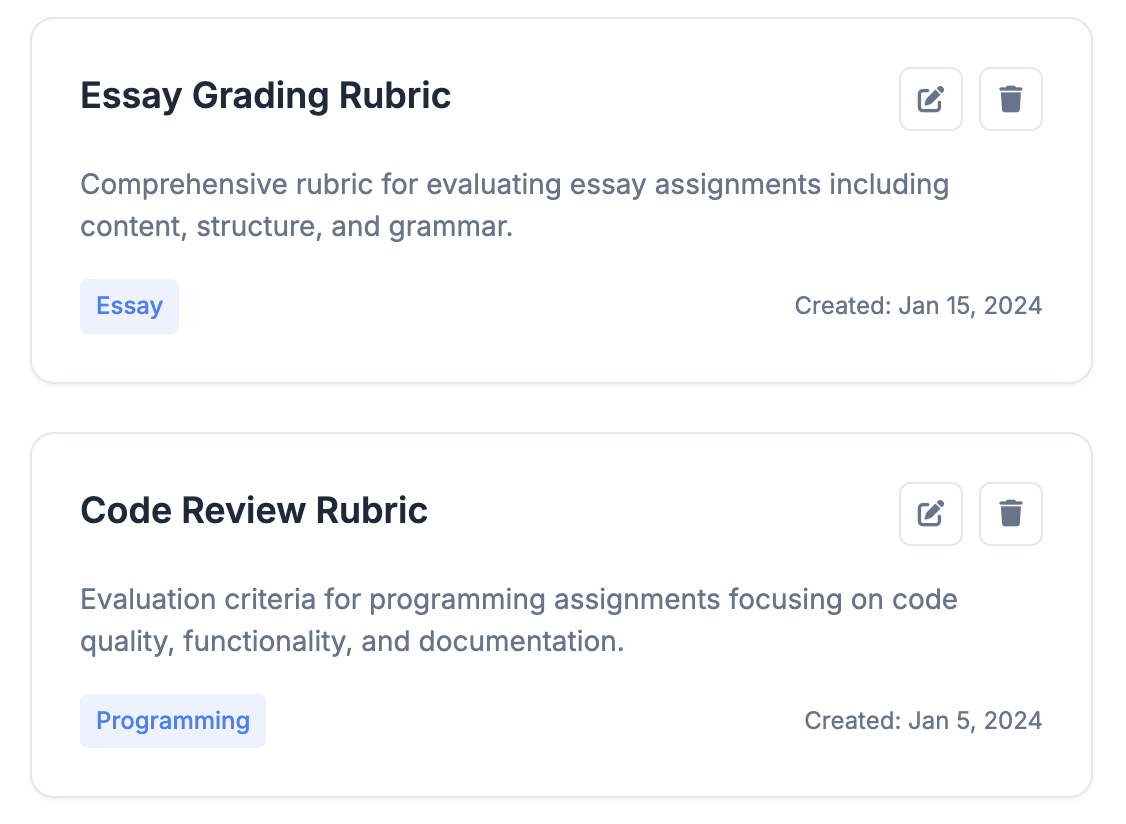 Essay Grading Rubric
Comprehensive rubric for evaluating essay assignments including
content, structure, and grammar.
Essay
Created: Jan 15, 2024
Code Review Rubric
Evaluation criteria for programming assignments focusing on code
quality, functionality, and documentation.
Programming
Created: Jan 5, 2024